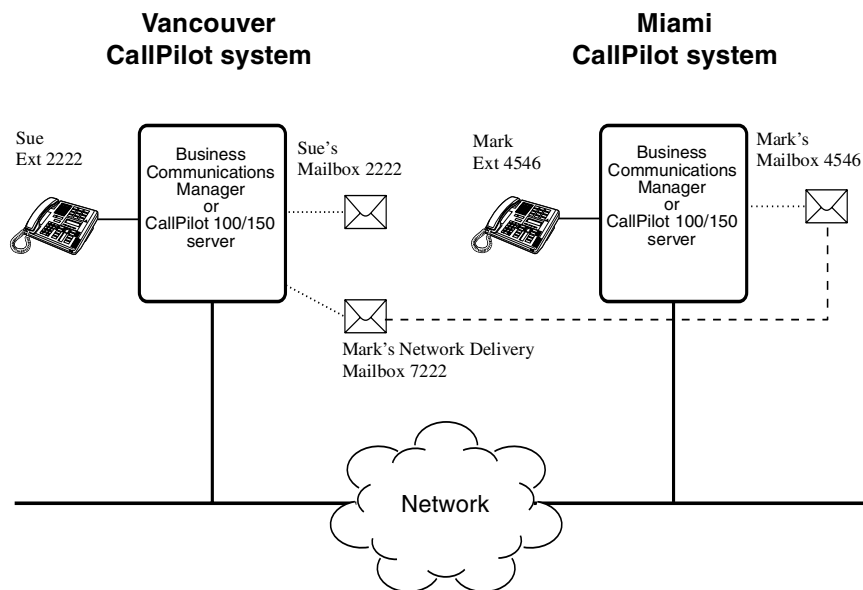 Vancouver
CallPilot system
Miami
CallPilot system
Sue
Ext 2222
Business
Communications
Manager
or
CallPilot 100/150
server
Sue's
Mailbox 2222
Mark
Ext 4546
Business
Communications
Manager
or
CallPilot 100/150
server
Mark's
Mailbox 4546
Mark's Network Delivery
Mailbox 7222
Network